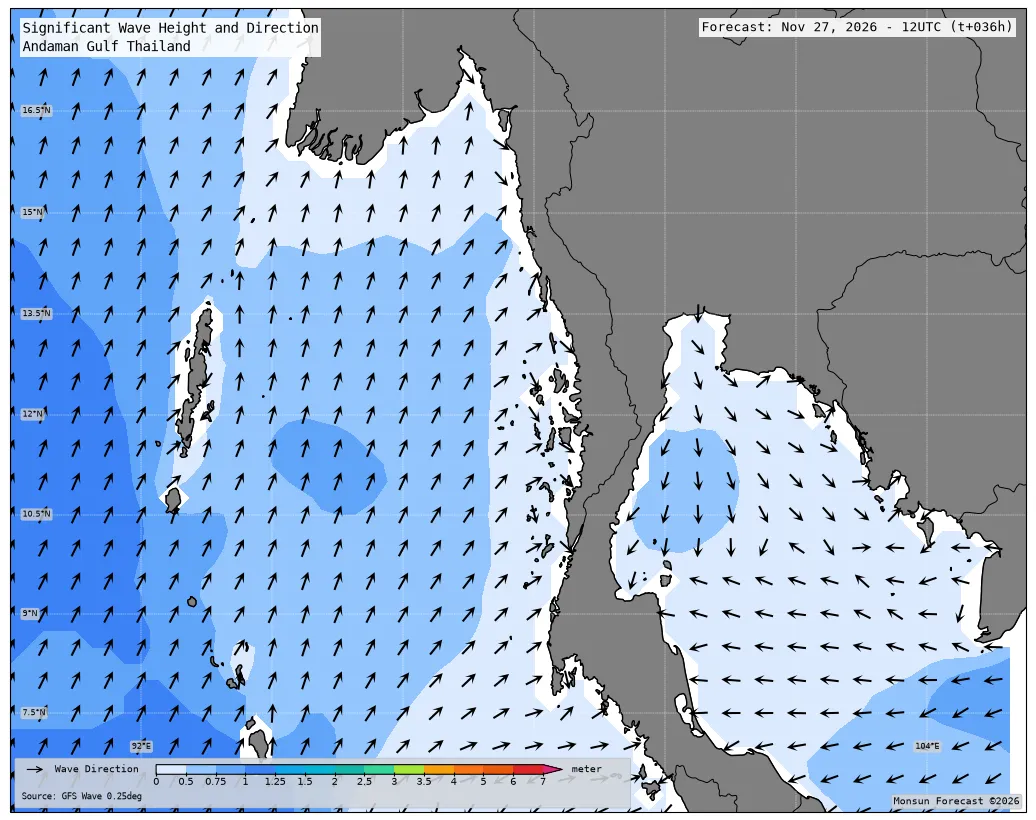 Significant Wave Height and Direction
Andaman Gulf Thailand
Forecast: Nov 27, 2026 - 12UTC (t+036h)
16.5°N
15°N
13.5°N
12°N
10.5°N
9°N
7.5°N
92°E
104°E
Wave Direction
0 0.5 0.75 1 1.25 1.5 2 2.5 3 3.5 4 5 6 7
meter
Source: GFS Wave 0.25deg
Monsun Forecast ©2026